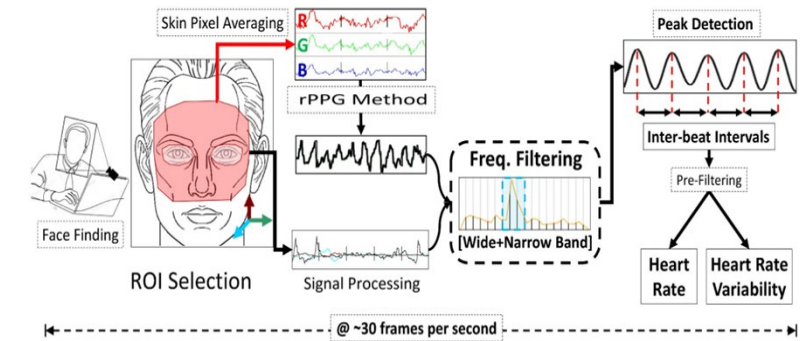 Skin Pixel Averaging
R
G
B
rPPG Method
Face Finding
ROI Selection
Signal Processing
Freq. Filtering
[Wide+Narrow Band]
Peak Detection
Inter-beat Intervals
Pre-Filtering
Heart
Rate
Heart Rate
Variability
@ ~30 frames per second